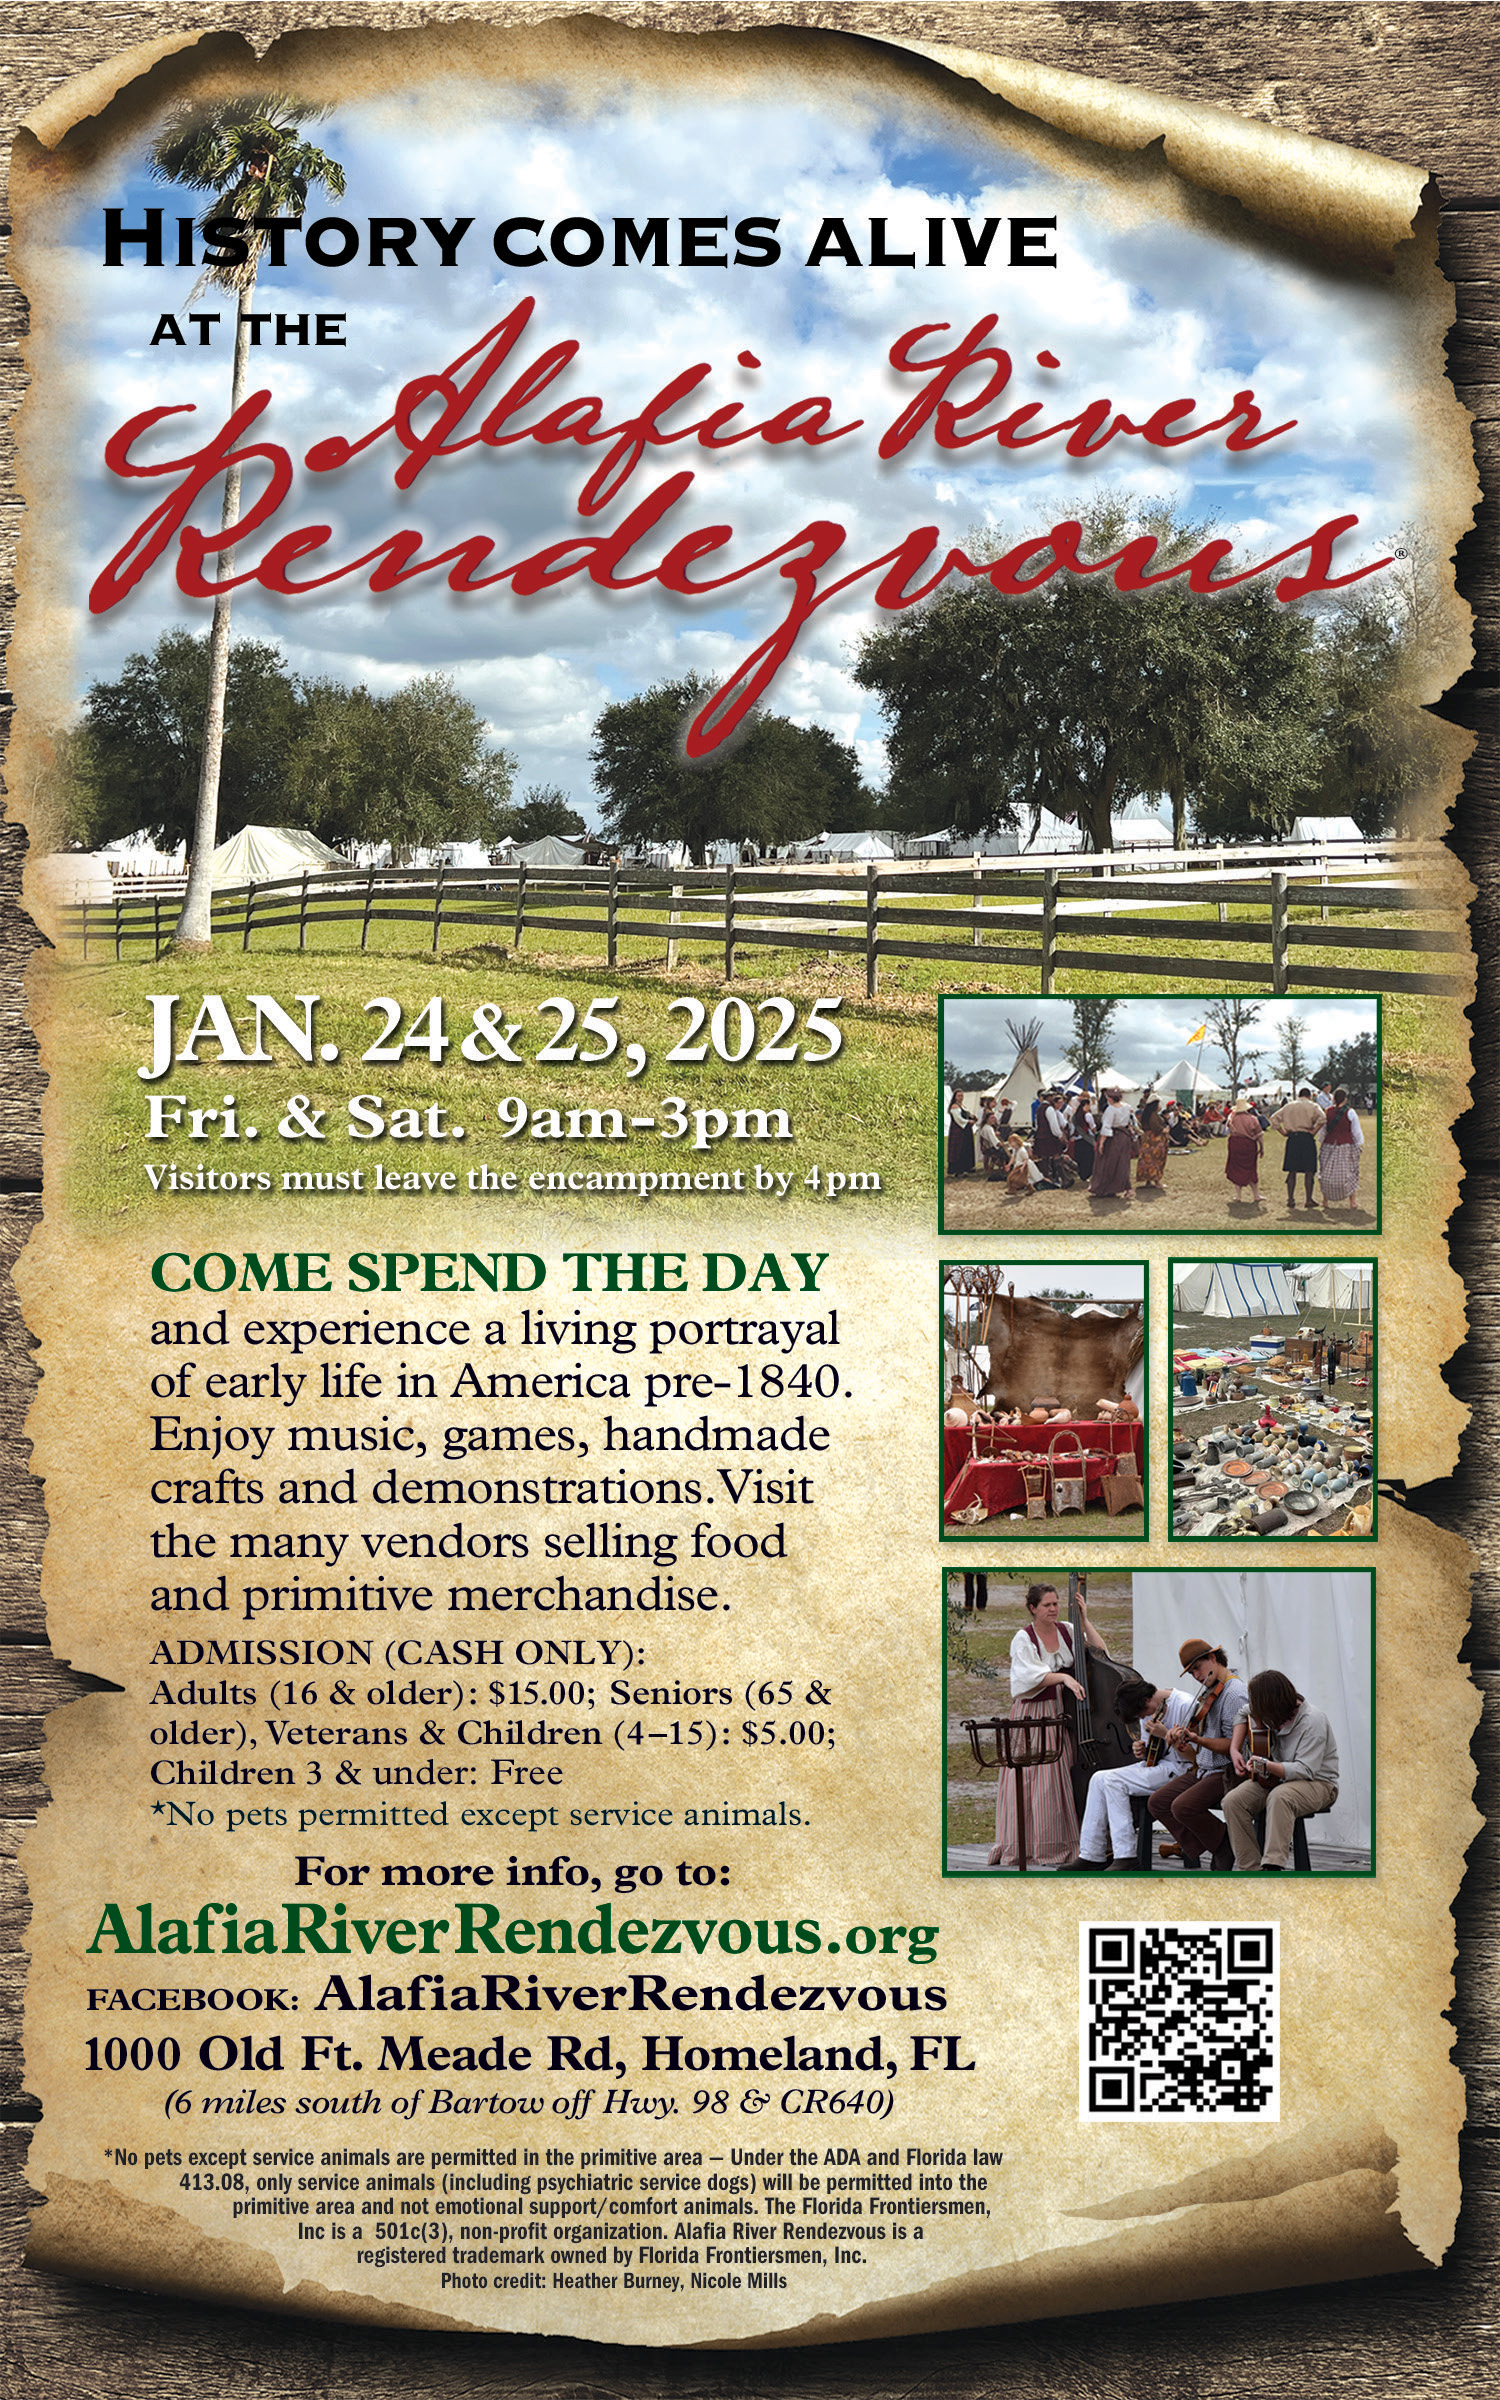 HISTORY COMES ALIVE
AT THE
Alafia River
Rendezvous®
JAN. 24 & 25, 2025
Fri. & Sat. 9am-3pm
Visitors must leave the encampment by 4pm
COME SPEND THE DAY
and experience a living portrayal
of early life in America pre-1840.
Enjoy music, games, handmade
crafts and demonstrations. Visit
the many vendors selling food
and primitive merchandise.
ADMISSION (CASH ONLY):
Adults (16 & older): $15.00; Seniors (65 &
older), Veterans & Children (4–15): $5.00;
Children 3 & under: Free
*No pets permitted except service animals.
For more info, go to:
AlafiaRiverRendezvous.org
FACEBOOK: AlafiaRiverRendezvous
1000 Old Ft. Meade Rd, Homeland, FL
(6 miles south of Bartow off Hwy. 98 & CR640)
*No pets except service animals are permitted in the primitive area — Under the ADA and Florida law
413.08, only service animals (including psychiatric service dogs) will be permitted into the
primitive area and not emotional support/comfort animals. The Florida Frontiersmen,
Inc is a 501c(3), non-profit organization. Alafia River Rendezvous is a
registered trademark owned by Florida Frontiersmen, Inc.
Photo credit: Heather Burney, Nicole Mills